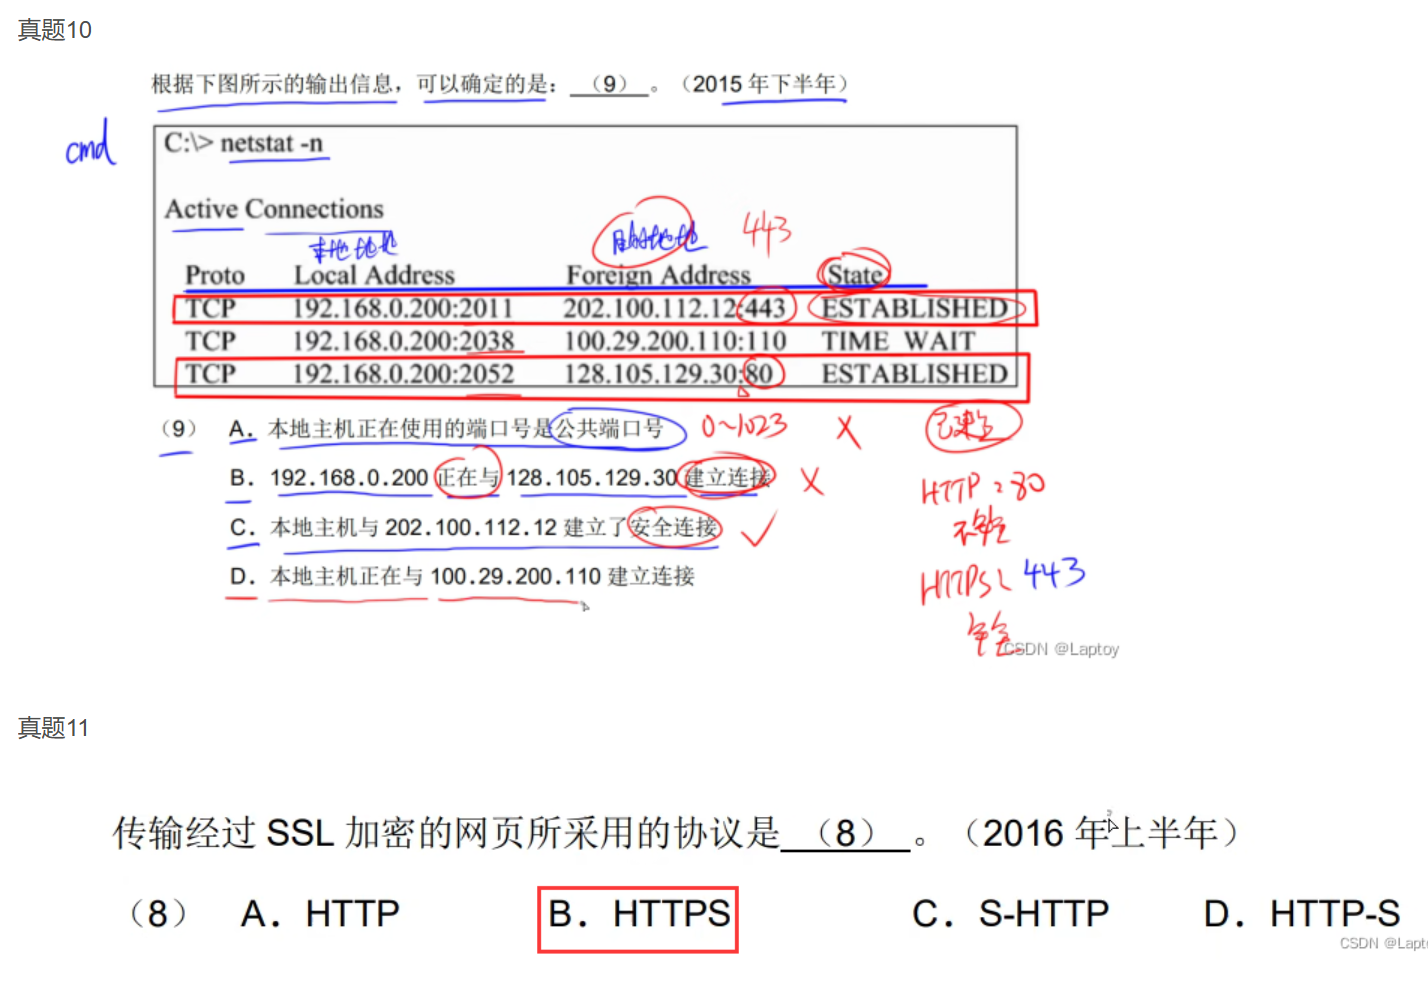 真题10
根据下图所示的输出信息，可以确定的是：（9）。（2015 年下半年）
cmd
C:\> netstat -n
Active Connections
本地地址 目的地址 443
Proto Local Address Foreign Address State
TCP 192.168.0.200:2011 202.100.112.12:443 ESTABLISHED
TCP 192.168.0.200:2038 100.29.200.110:110 TIME WAIT
TCP 192.168.0.200:2052 128.105.129.30:80 ESTABLISHED
（9） A. 本地主机正在使用的端口号是公共端口号 0~1023 X 已建立
B. 192.168.0.200 正在与 128.105.129.30 建立连接 X HTTP:80
不安全
C. 本地主机与 202.100.112.12 建立了安全连接 ✓
D. 本地主机正在与 100.29.200.110 建立连接 HTTPS: 443
安全
CSDN @Laptoy
真题11
传输经过 SSL 加密的网页所采用的协议是（8）。（2016 年上半年）
（8） A. HTTP B. HTTPS C. S-HTTP D. HTTP-S
CSDN @Lapt